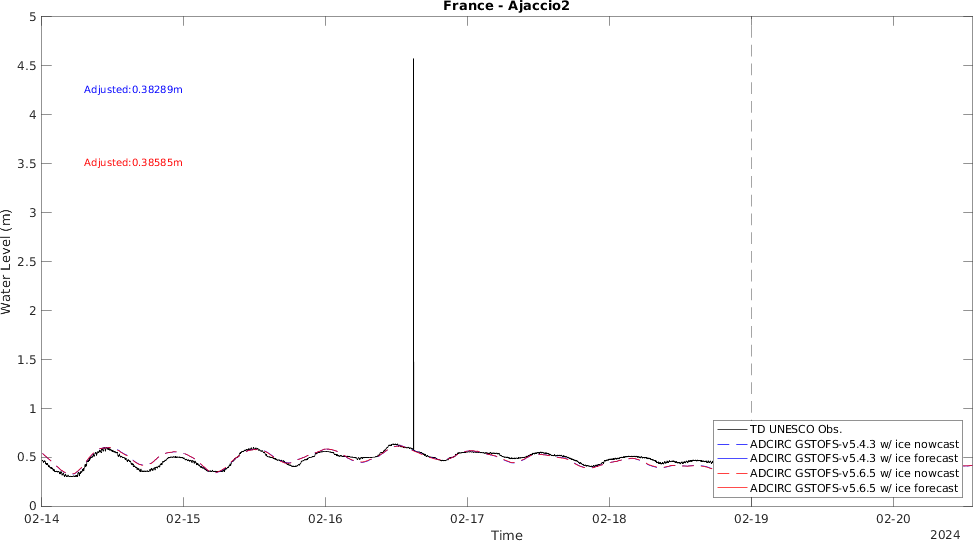 France - Ajaccio2
5
4.5
4
3.5
3
2.5
2
1.5
1
0.5
0
Water Level (m)
Adjusted:0.38289m
Adjusted:0.38585m
TD UNESCO Obs.
ADCIRC GSTOFS-v5.4.3 w/ ice nowcast
ADCIRC GSTOFS-v5.4.3 w/ ice forecast
ADCIRC GSTOFS-v5.6.5 w/ ice nowcast
ADCIRC GSTOFS-v5.6.5 w/ ice forecast
02-14 02-15 02-16 02-17 02-18 02-19 02-20
Time
2024